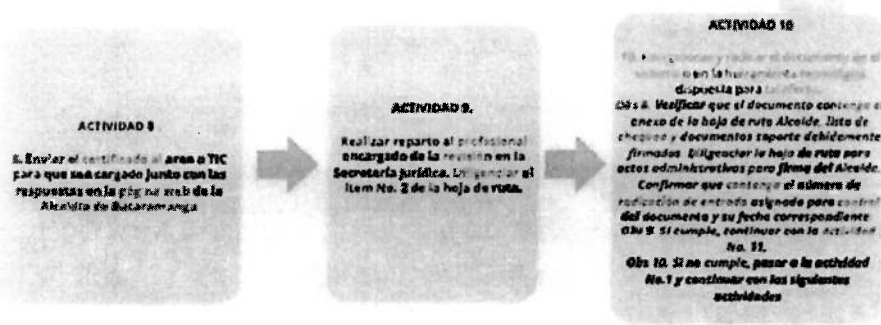 ACTIVIDAD 8
8. Enviar el certificado al area a TIC
para que sea cargado junto con las
respuestas en la página web de la
Alcaldía de Bucaramanga
ACTIVIDAD 9.
Realizar reparto al profesional
encargado de la revisión en la
Secretaría Jurídica. Diligenciar el
Item No. 2 de la hoja de ruta.
ACTIVIDAD 10
10. y radicar el documento en el
sistema o en la herramienta tecnológica
dispuesta para
Obs 8. Verificar que el documento contenga el
anexo de la hoja de ruta Alcalde, lista de
chequeo y documentos soporte debidamente
firmados. Diligenciar la hoja de ruta para
actos administrativos para firma del Alcalde.
Confirmar que contenga el número de
radicación de entrada asignado para control
del documento y su fecha correspondiente
Obs 9. Si cumple, continuar con la actividad
No. 11.
Obs 10. Si no cumple, pasar a la actividad
No.1 y continuar con las siguientes
actividades